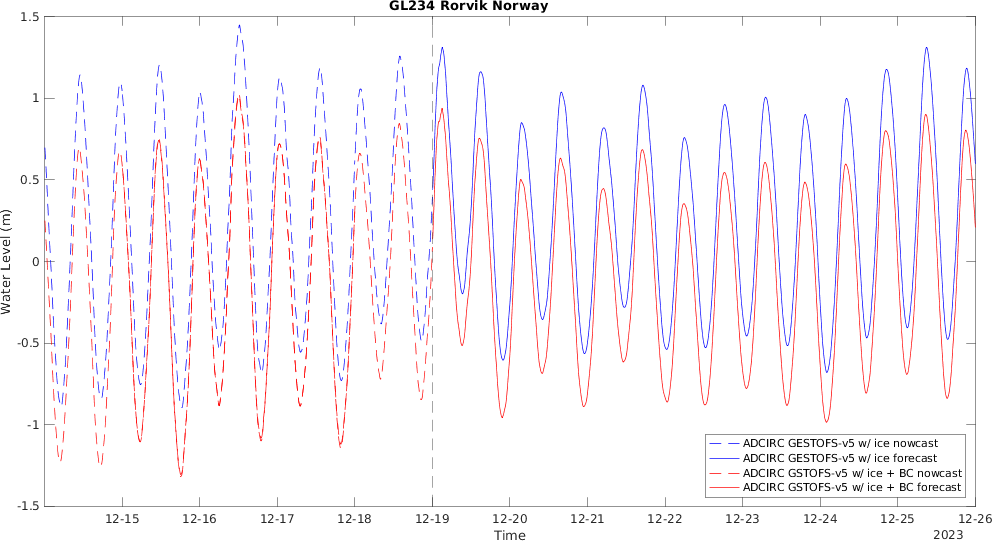 GL234 Rorvik Norway
1.5
1
0.5
0
-0.5
-1
-1.5
Water Level (m)
12-15
12-16
12-17
12-18
12-19
12-20
12-21
12-22
12-23
12-24
12-25
12-26
Time
2023
ADCIRC GESTOFS-v5 w/ ice nowcast
ADCIRC GESTOFS-v5 w/ ice forecast
ADCIRC GSTOFS-v5 w/ ice + BC nowcast
ADCIRC GSTOFS-v5 w/ ice + BC forecast